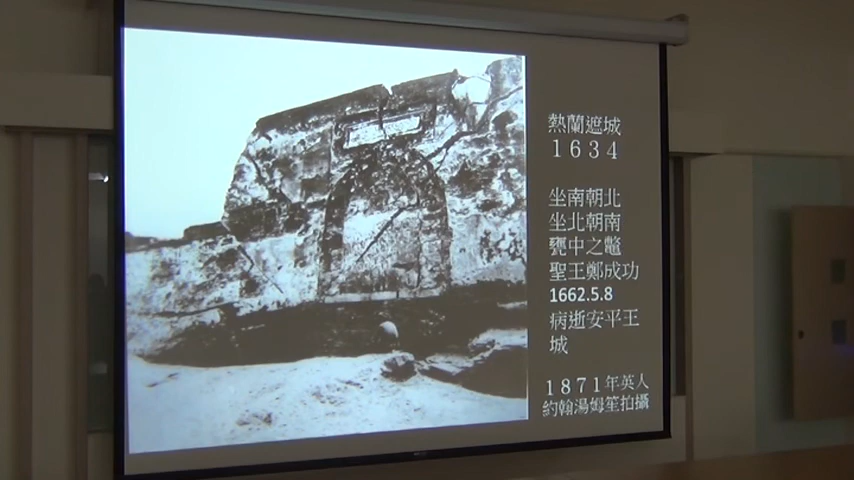 熱蘭遮城
１６３４
坐南朝北
坐北朝南
甕中之鼈
聖王鄭成功
1662.5.8
病逝安平王
城
１８７１年英人
約翰湯姆笙拍攝